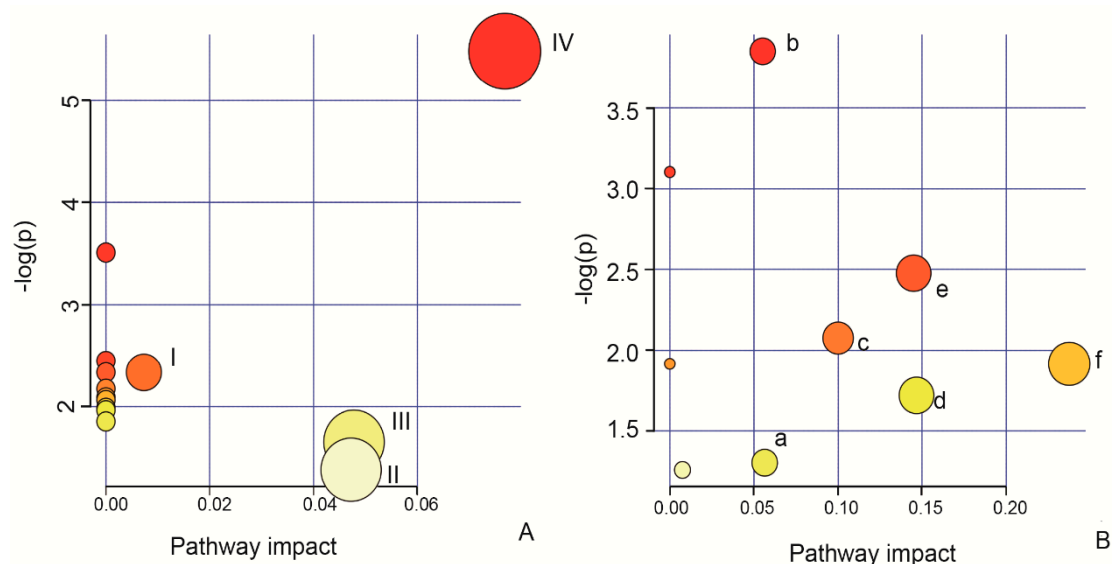 IV
5
4
-log(p)
3
I
2
III
II
0.00 0.02 0.04 0.06
Pathway impact
A
b
3.5
3.0
-log(p)
2.5
e
c
2.0
f
d
1.5
a
0.00 0.05 0.10 0.15 0.20
Pathway impact
B